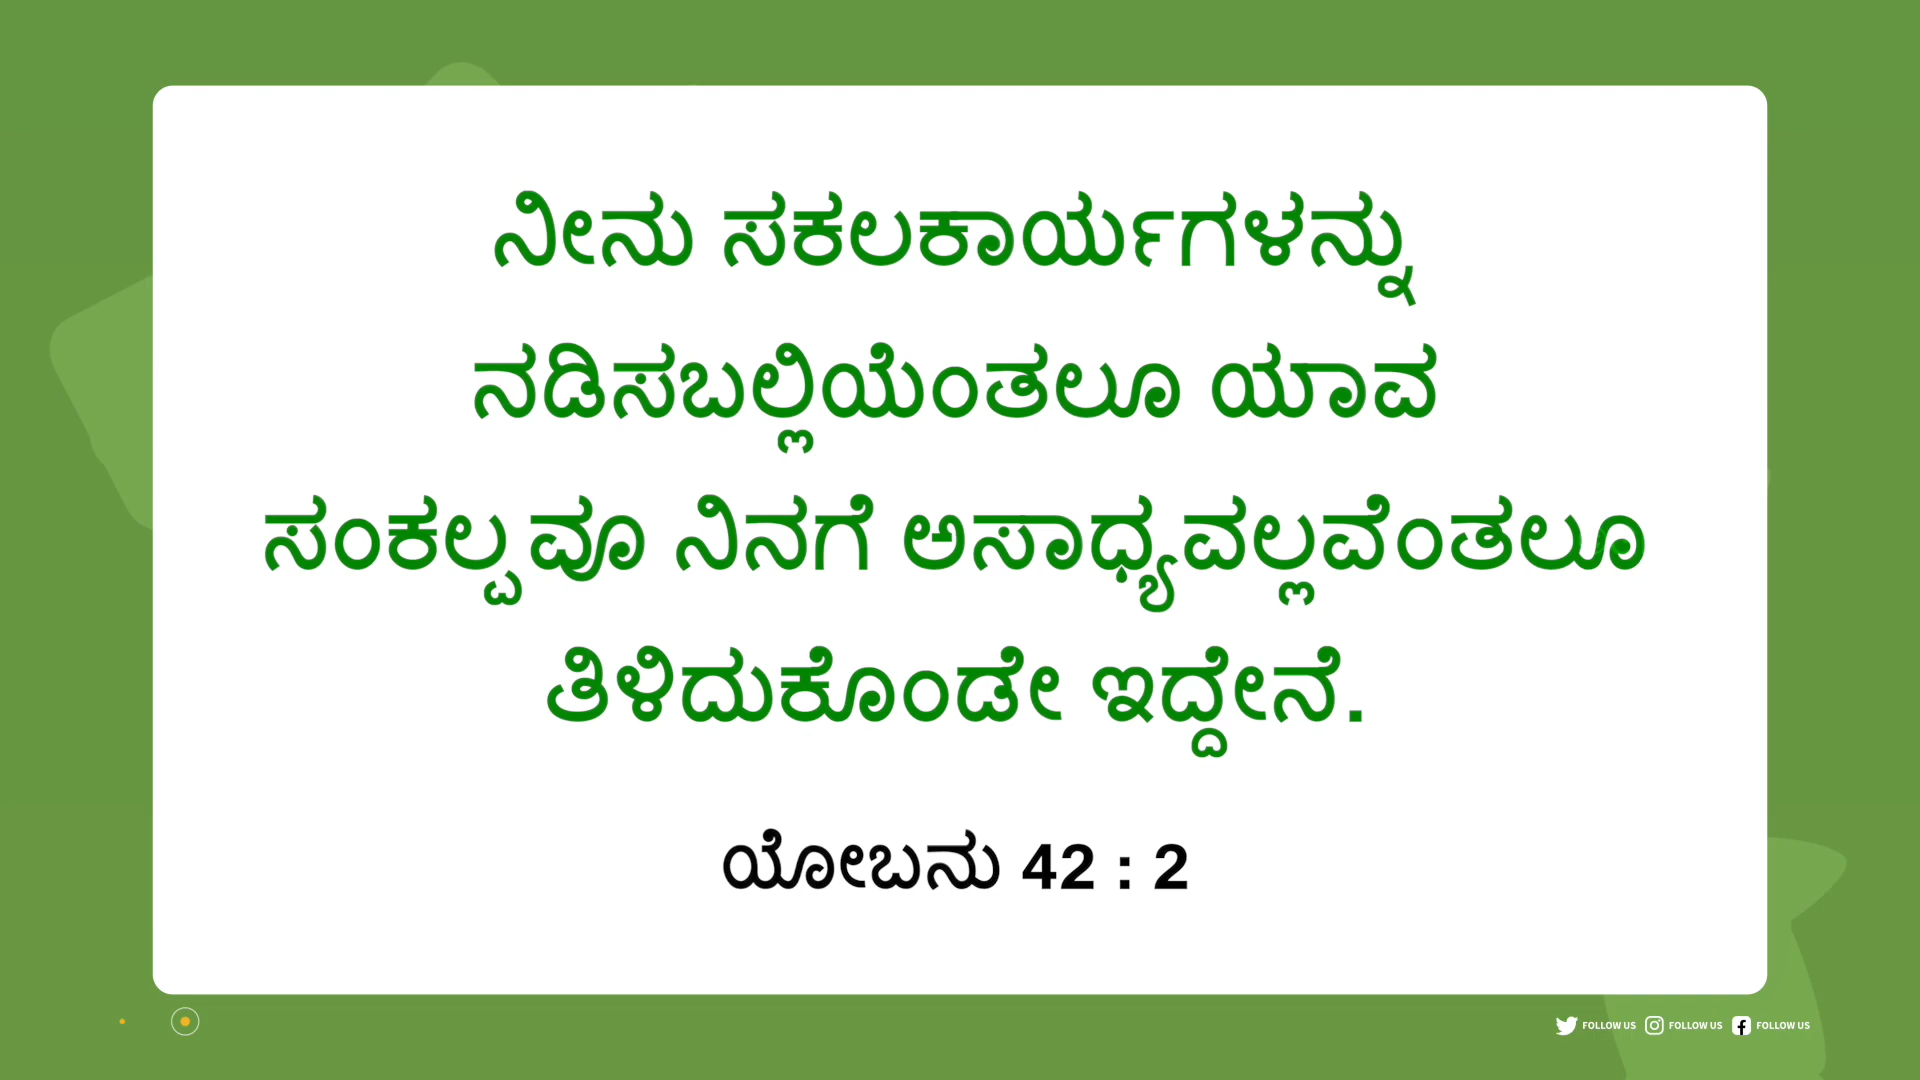 ನೀನು ಸಕಲಕಾರ್ಯಗಳನ್ನು
ನಡಿಸಬಲ್ಲಿಯೆಂತಲೂ ಯಾವ
ಸಂಕಲ್ಪವೂ ನಿನಗೆ ಅಸಾಧ್ಯವಲ್ಲವೆಂತಲೂ
ತಿಳಿದುಕೊಂಡೇ ಇದ್ದೇನೆ.
ಯೋಬನು 42 : 2
FOLLOW US FOLLOW US FOLLOW US